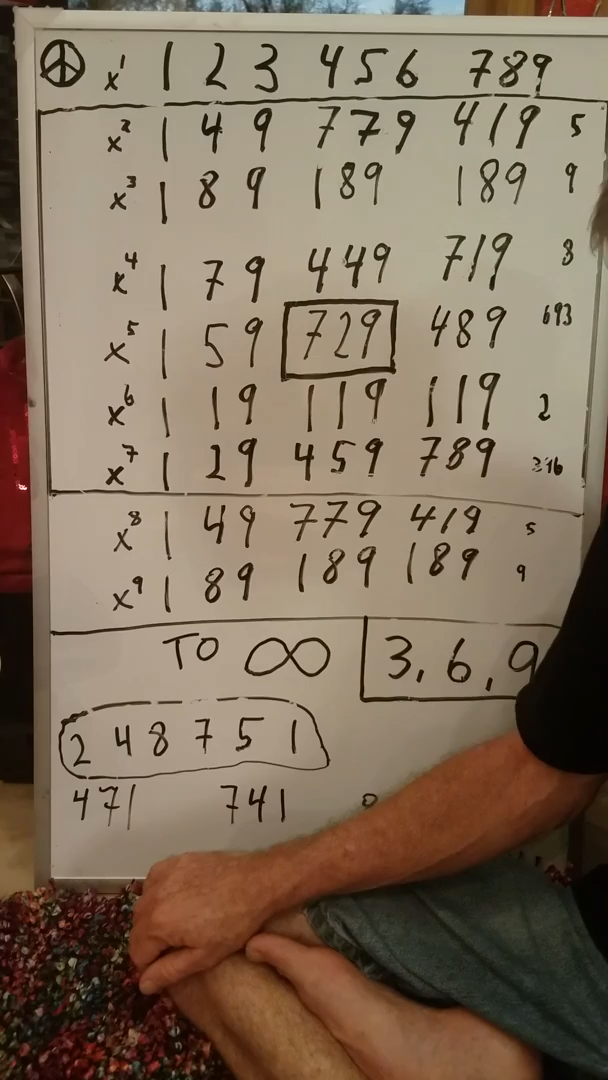 x¹ 1 2 3 4 5 6 7 8 9
x² 1 4 9 7 7 9 4 1 9 5
x³ 1 8 9 1 8 9 1 8 9 9
x⁴ 1 7 9 4 4 9 7 1 9 8
x⁵ 1 5 9 7 2 9 4 8 9 693
x⁶ 1 1 9 1 1 9 1 1 9 2
x⁷ 1 2 9 4 5 9 7 8 9
x⁸ 1 4 9 7 7 9 4 1 9 5
x⁹ 1 8 9 1 8 9 1 8 9 9
TO ∞ 3, 6, 9
2 4 8 7 5 1
471 741